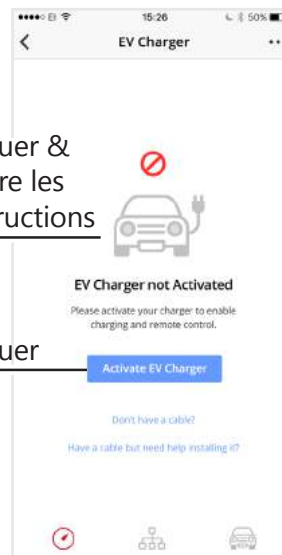 15:26
50%
EV Charger
uer &
re les
ructions
EV Charger not Activated
Please activate your charger to enable
charging and remote control.
uer
Activate EV Charger
Don't have a cable?
Have a cable but need help installing it?